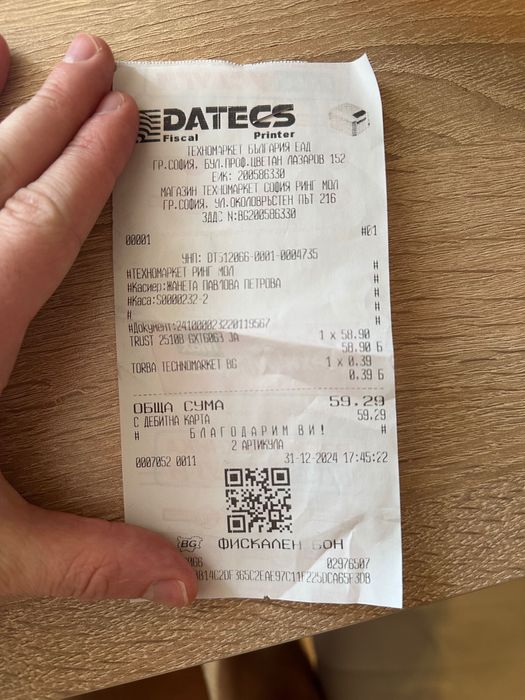 DATECS
Fiscal Printer
ТЕХНОМАРКЕТ БЪЛГАРИЯ ЕАД
ГР.СОФИЯ, БУЛ.ПРОФ.ЦВЕТАН ЛАЗАРОВ 152
ЕИК: 200586330
МАГАЗИН ТЕХНОМАРКЕТ СОФИЯ РИНГ МОЛ
ГР.СОФИЯ, УЛ.ОКОЛОВРЪСТЕН ПЪТ 216
ЗДДС N:BG200586330
00001 #01
УНП: DT512066-0001-0004735
#ТЕХНОМАРКЕТ РИНГ МОЛ #
#Касиер:ЖАНЕТА ПАВЛОВА ПЕТРОВА #
#Каса:S0000232-2 #
# #
#Документ:24100002322011956? #
TRUST 25108 GXT606J JA 1 x 58.90
58.90 Б
TORBA TECHNOMARKET BG 1 x 0.39
0.39 Б
ОБЩА СУМА 59.29
С ДЕБИТНА КАРТА 59.29
# БЛАГОДАРИМ ВИ! #
2 АРТИКУЛА
0007052 0011 31-12-2024 17:45:22
BG ФИСКАЛЕН БОН
066 02976507